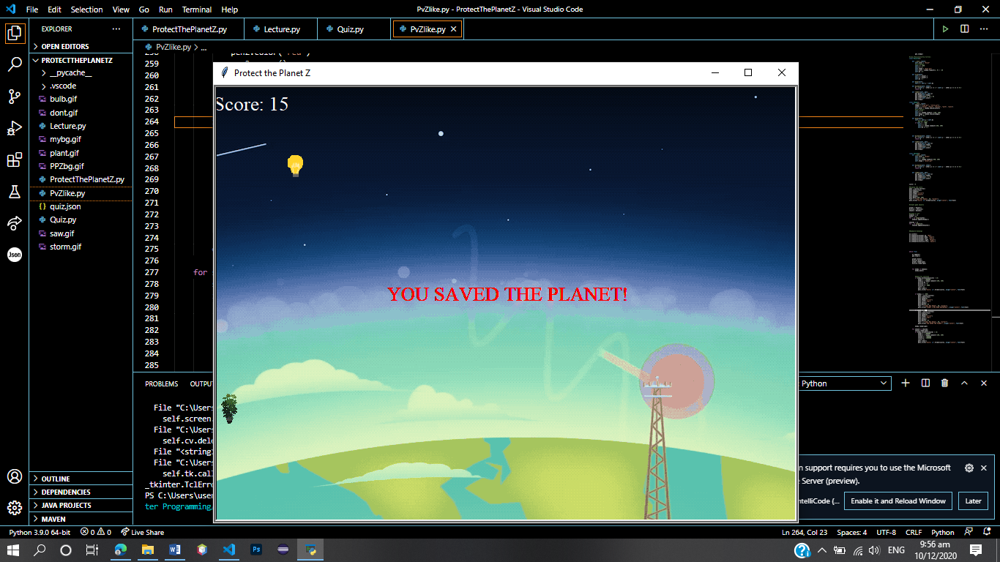 File Edit Selection View Go Run Terminal Help
PvZlike.py - ProtectThePlanetZ - Visual Studio Code
EXPLORER
OPEN EDITORS
PROTECTTHEPLANETZ
__pycache__
.vscode
bulb.gif
dont.gif
Lecture.py
mybg.gif
plant.gif
PPZbg.gif
ProtectThePlanetZ.py
PvZlike.py
quiz.json
Quiz.py
saw.gif
storm.gif
Json
OUTLINE
DEPENDENCIES
JAVA PROJECTS
MAVEN
ProtectThePlanetZ.py Lecture.py Quiz.py PvZlike.py
PvZlike.py > ...
259
260
261
262
263
264
265
266
267
268
269
270
271
272
273
274
275
276
277 for
278
279
280
281
282
283
284
285
Protect the Planet Z
Score: 15
YOU SAVED THE PLANET!
PROBLEMS
Python
File "C:\Users
self.screen.
File "C:\Users
self.cv.dele
File "<string
File "C:\Users
self.tk.call
_tkinter.TclErro
PS C:\Users\user
ter Programming/
support requires you to use the Microsoft
Server (preview).
Enable it and Reload Window
Later
Python 3.9.0 64-bit 0 0 Live Share
Ln 264, Col 23 Spaces: 4 UTF-8 CRLF Python
ENG
9:56 am
10/12/2020